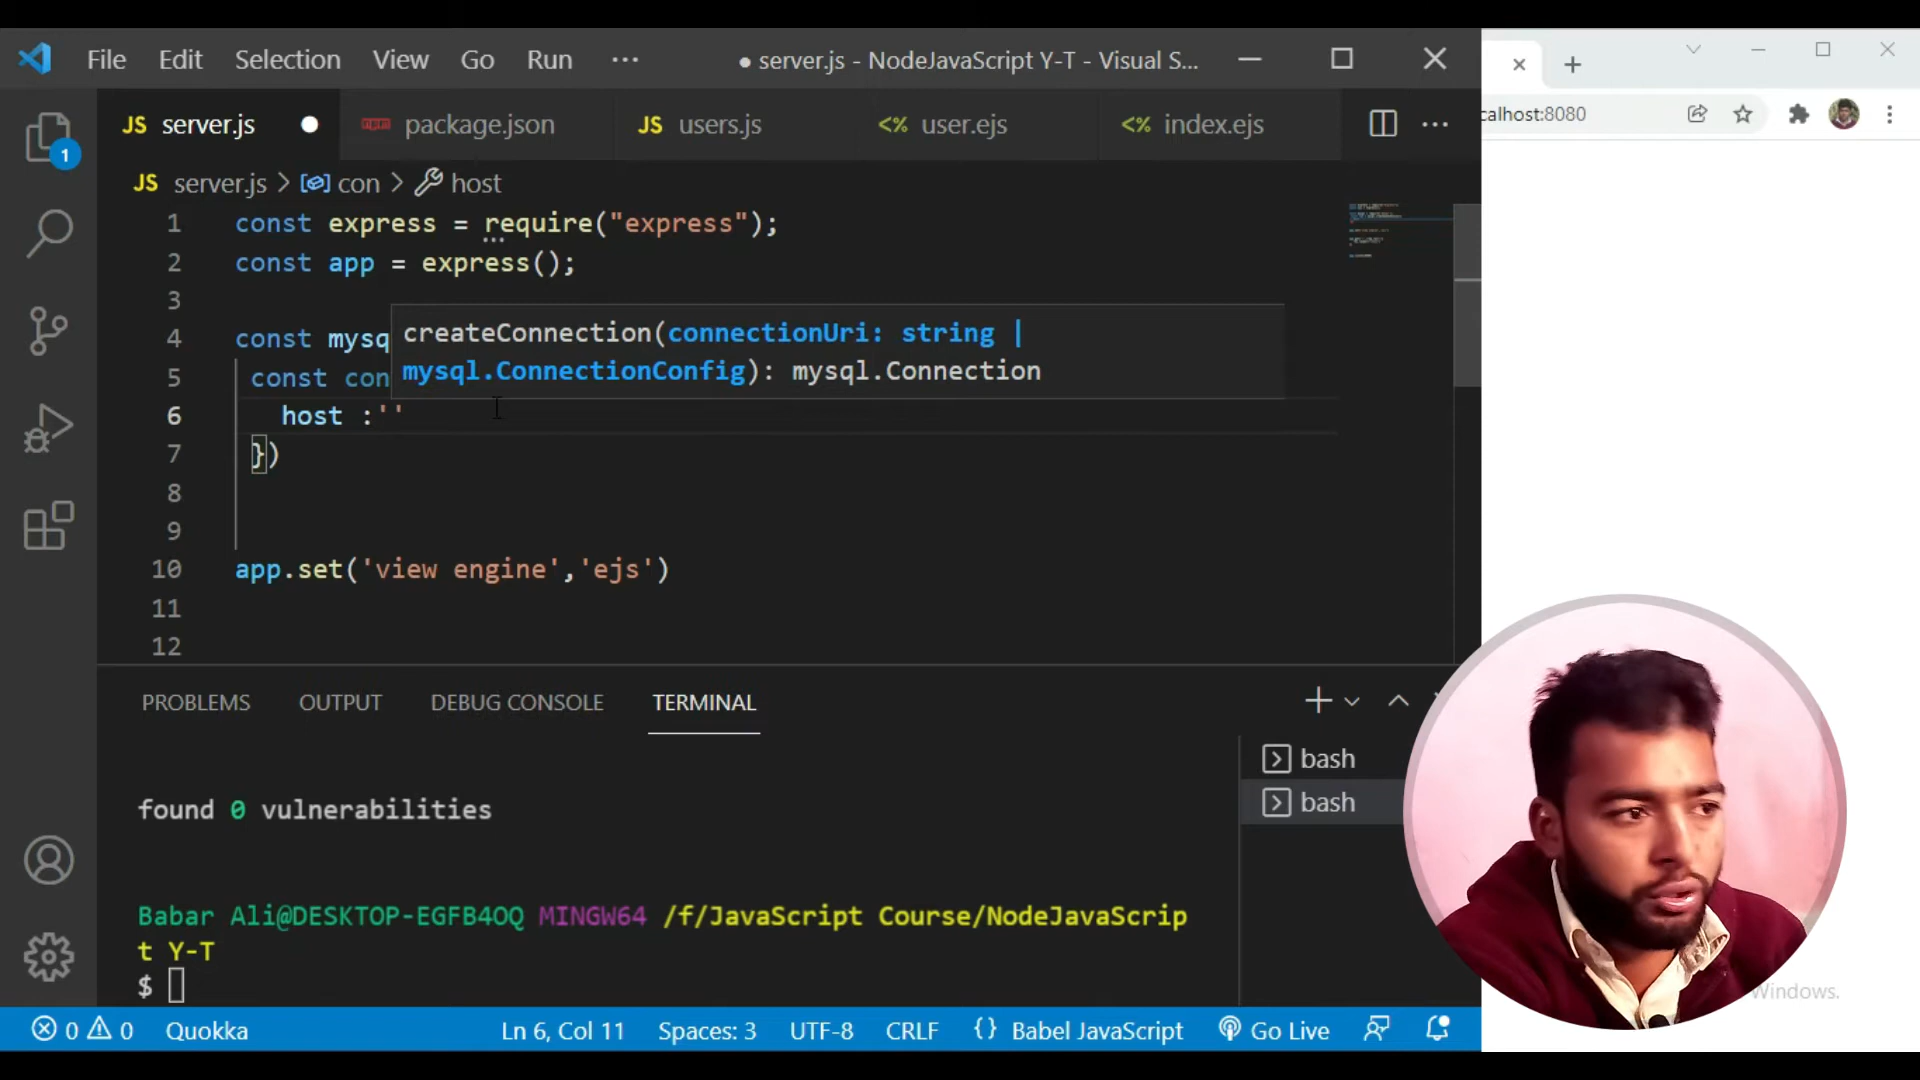 File Edit Selection View Go Run ··· ● server.js - NodeJavaScript Y-T - Visual S...
JS server.js ● package.json JS users.js <% user.ejs <% index.ejs ···
calhost:8080
JS server.js > con > host
1 const express = require("express");
2 const app = express();
3
createConnection(connectionUri: string |
4 const mysq
mysql.ConnectionConfig): mysql.Connection
5 const con
6 host :''
7 })
8
9
10 app.set('view engine','ejs')
11
12
1
PROBLEMS OUTPUT DEBUG CONSOLE TERMINAL
bash
found 0 vulnerabilities
bash
Babar Ali@DESKTOP-EGFB4OQ MINGW64 /f/JavaScript Course/NodeJavaScrip
t Y-T
$
Windows.
0 0 Quokka Ln 6, Col 11 Spaces: 3 UTF-8 CRLF {} Babel JavaScript Go Live